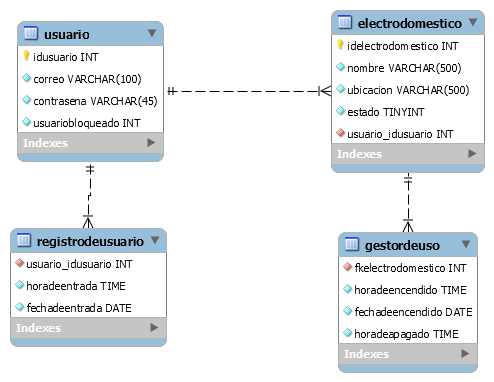 usuario
idusuario INT
correo VARCHAR(100)
contrasena VARCHAR(45)
usuariobloqueado INT
Indexes
electrodomestico
idelectrodomestico INT
nombre VARCHAR(500)
ubicacion VARCHAR(500)
estado TINYINT
usuario_idusuario INT
Indexes
registrodeusuario
usuario_idusuario INT
horadeentrada TIME
fechadeentrada DATE
Indexes
gestordeuso
fkelectrodomestico INT
horadeencendido TIME
fechadeencendido DATE
horadeapagado TIME
Indexes